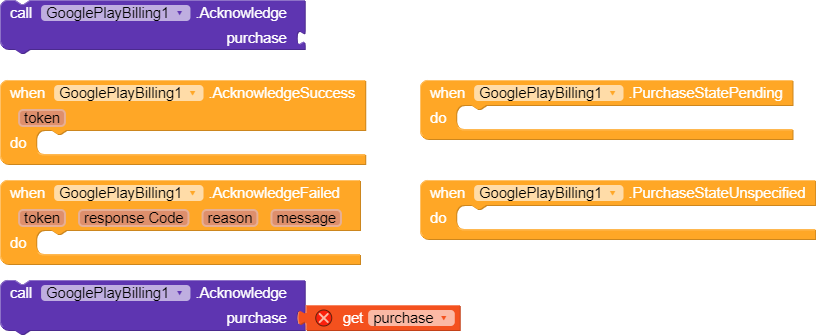 call GooglePlayBilling1 .Acknowledge
purchase
when GooglePlayBilling1 .AcknowledgeSuccess
token
do
when GooglePlayBilling1 .PurchaseStatePending
do
when GooglePlayBilling1 .AcknowledgeFailed
token response Code reason message
do
when GooglePlayBilling1 .PurchaseStateUnspecified
do
call GooglePlayBilling1 .Acknowledge
purchase get purchase